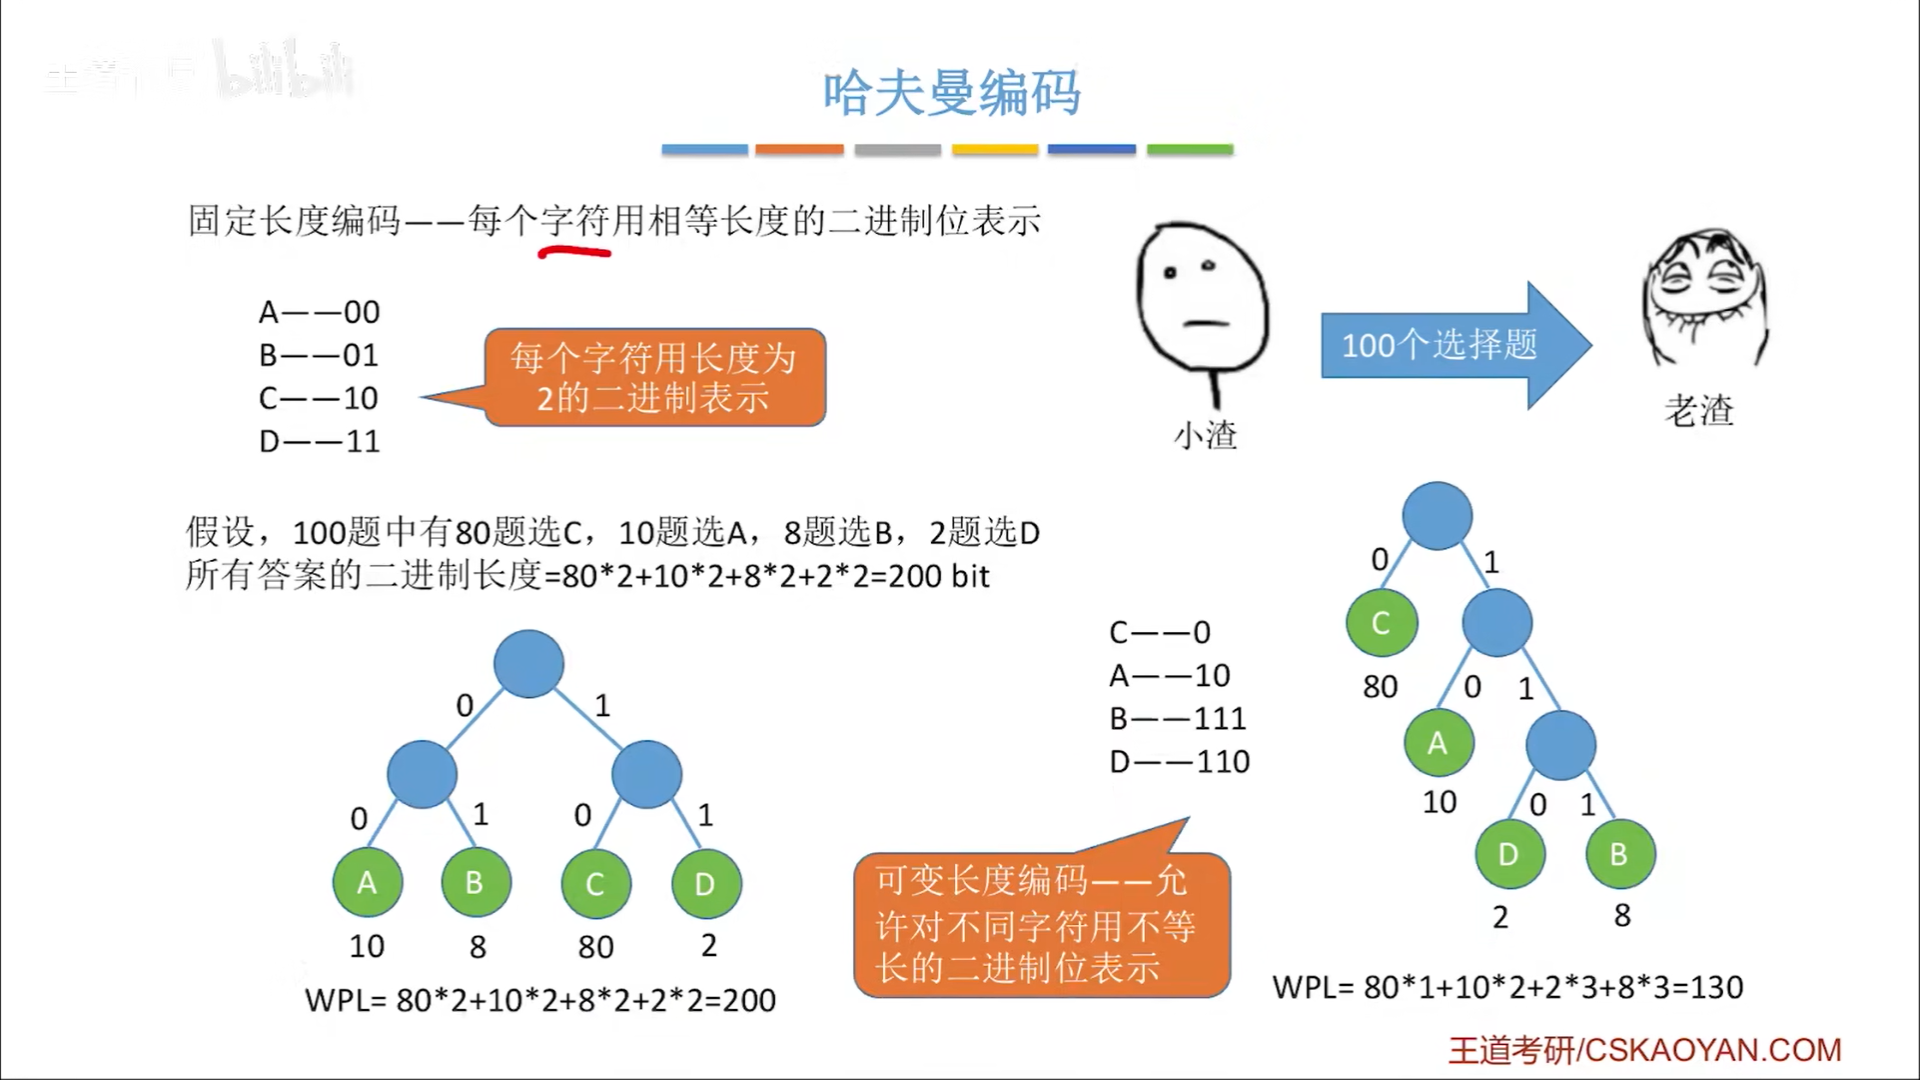 bilibili
哈夫曼编码
固定长度编码——每个字符用相等长度的二进制位表示
A——00
B——01
C——10
D——11
每个字符用长度为
2的二进制表示
100个选择题
小渣
老渣
假设，100题中有80题选C，10题选A，8题选B，2题选D
所有答案的二进制长度=80*2+10*2+8*2+2*2=200 bit
0
1
0
1
0
1
A
B
C
D
10
8
80
2
WPL= 80*2+10*2+8*2+2*2=200
C——0
A——10
B——111
D——110
可变长度编码——允
许对不同字符用不等
长的二进制位表示
0
1
C
80
0
1
A
10
0
1
D
B
2
8
WPL= 80*1+10*2+2*3+8*3=130
王道考研/CSKAOYAN.COM